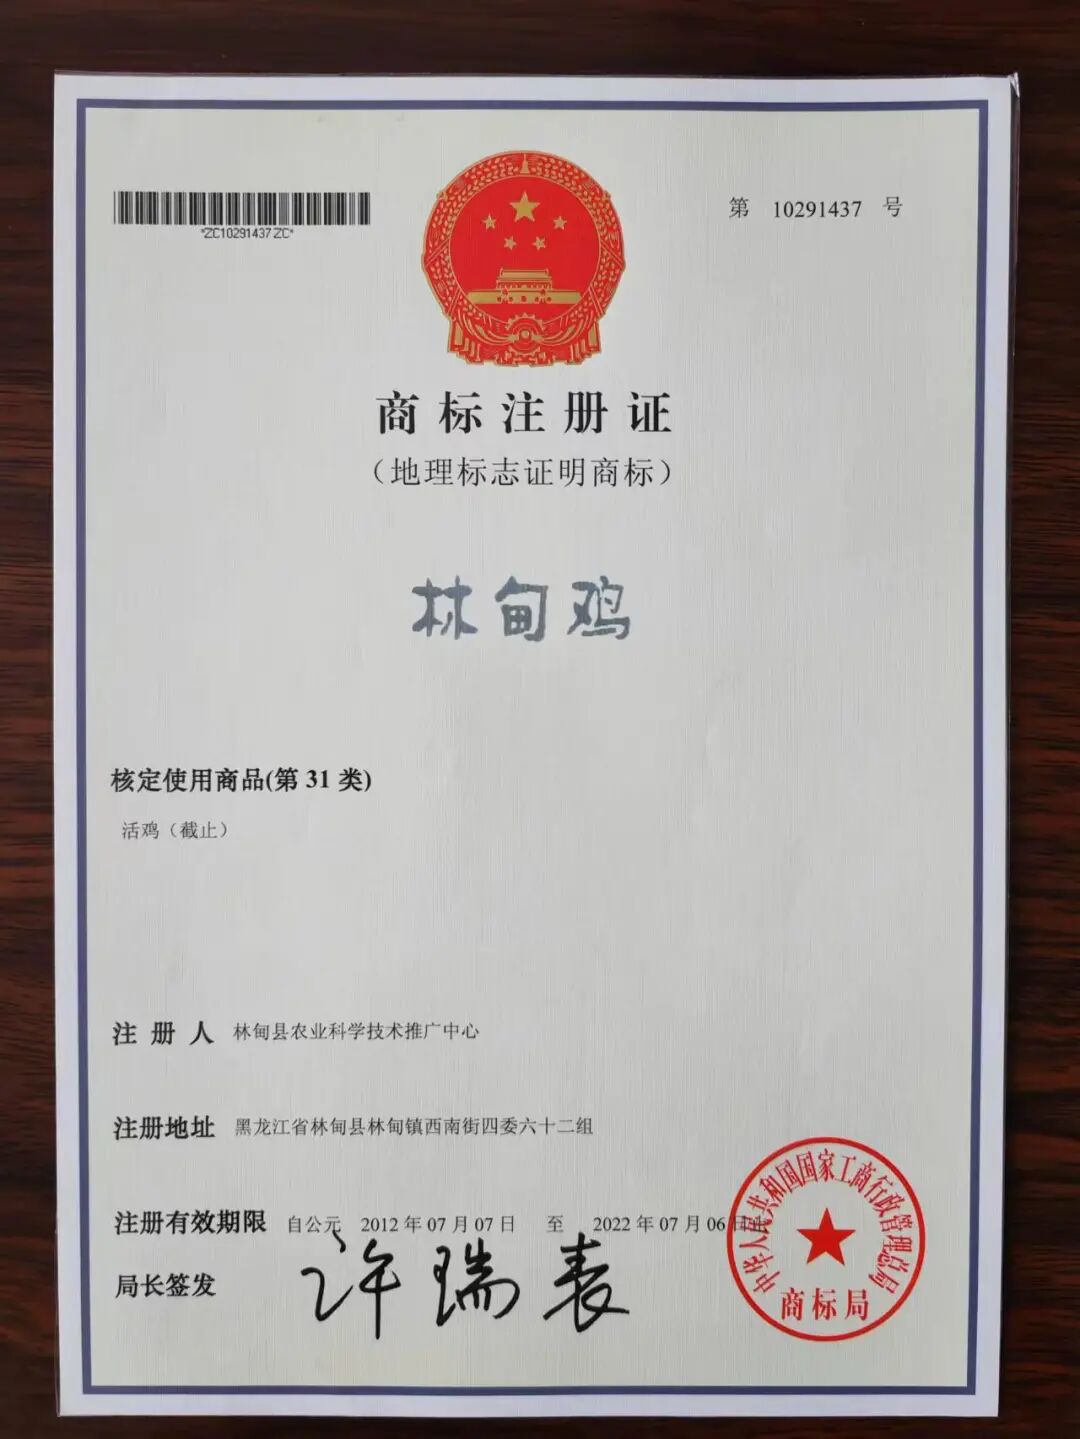 *ZC10291437ZC*
第 10291437 号
商标注册证
（地理标志证明商标）
林甸鸡
核定使用商品(第 31 类)
活鸡（截止）
注册人 林甸县农业科学技术推广中心
注册地址 黑龙江省林甸县林甸镇西南街四委六十二组
注册有效期限 自公元 2012 年 07 月 07 日 至 2022 年 07 月 06 日止
局长签发 许瑞表
中华人民共和国国家工商行政管理总局
商标局